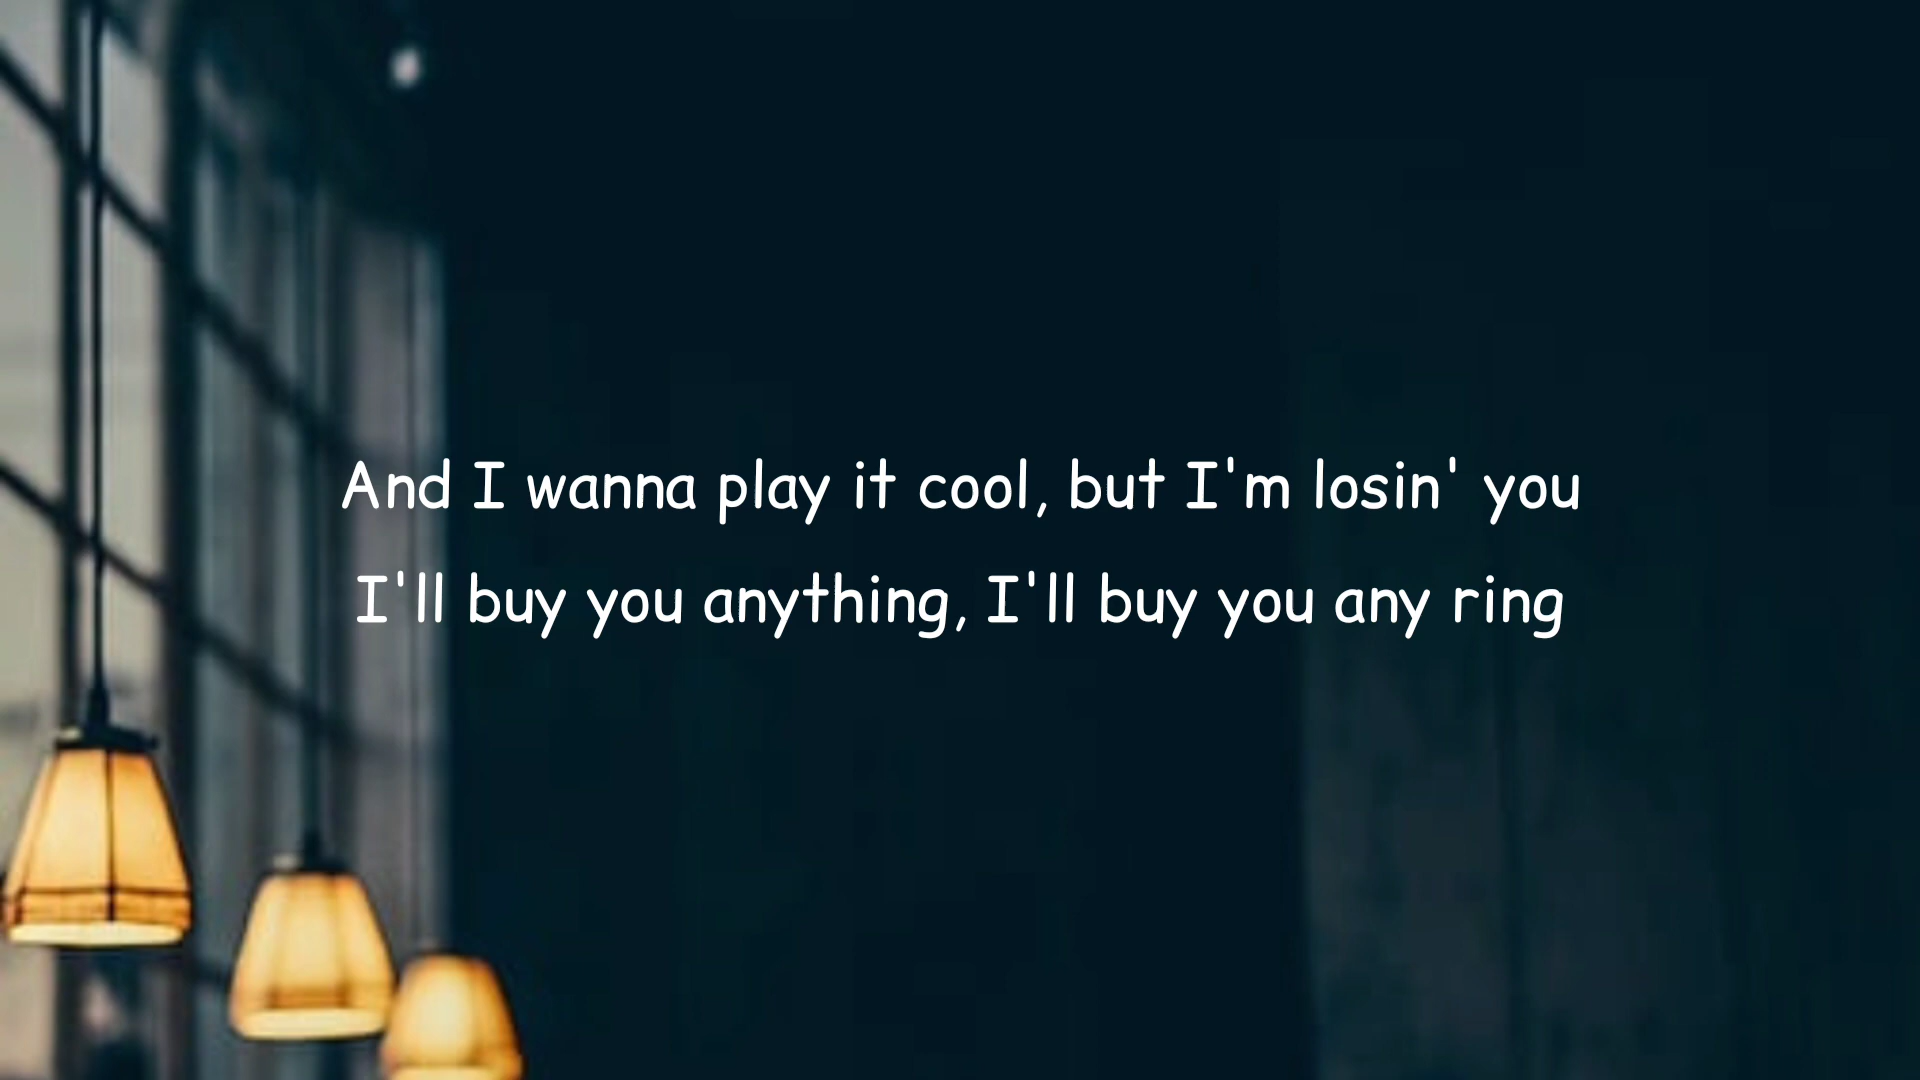 And I wanna play it cool, but I'm losin' you
I'll buy you anything, I'll buy you any ring